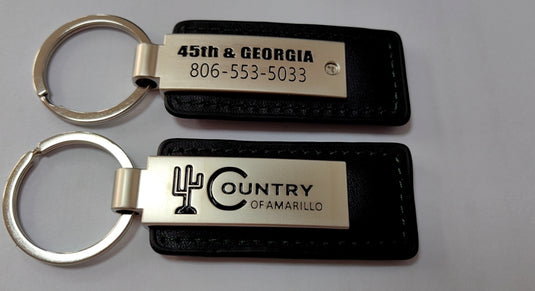 45th & GEORGIA
806-553-5033
COUNTRY
OF AMARILLO